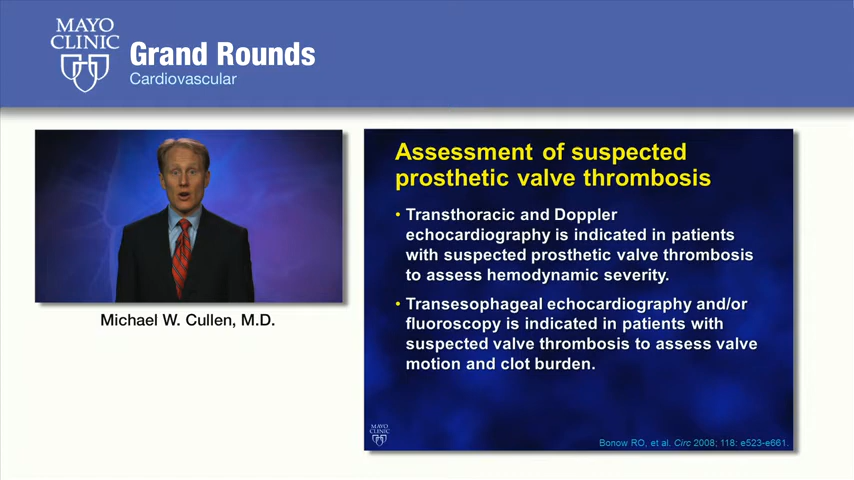 MAYO
CLINIC
Grand Rounds
Cardiovascular
Michael W. Cullen, M.D.
Assessment of suspected
prosthetic valve thrombosis
• Transthoracic and Doppler
echocardiography is indicated in patients
with suspected prosthetic valve thrombosis
to assess hemodynamic severity.
• Transesophageal echocardiography and/or
fluoroscopy is indicated in patients with
suspected valve thrombosis to assess valve
motion and clot burden.
MAYO
CLINIC
Bonow RO, et al. Circ 2008; 118: e523-e661.